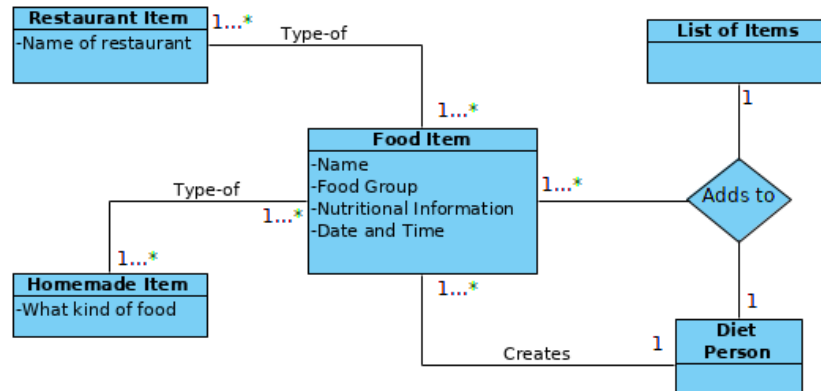 Restaurant Item
-Name of restaurant
1...*
Type-of
1...*
List of Items
1
Food Item
-Name
-Food Group
-Nutritional Information
-Date and Time
1...*
Adds to
Type-of
1...*
1...*
Homemade Item
-What kind of food
1...*
1
Diet
Person
Creates
1